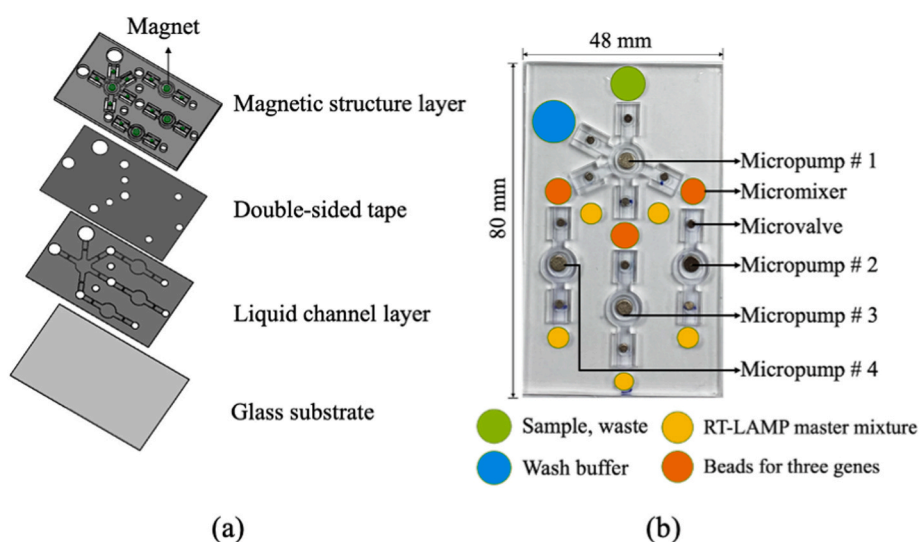 Magnet
Magnetic structure layer
Double-sided tape
Liquid channel layer
Glass substrate
(a)
48 mm
80 mm
Micropump # 1
Micromixer
Microvalve
Micropump # 2
Micropump # 3
Micropump # 4
Sample, waste
RT-LAMP master mixture
Wash buffer
Beads for three genes
(b)